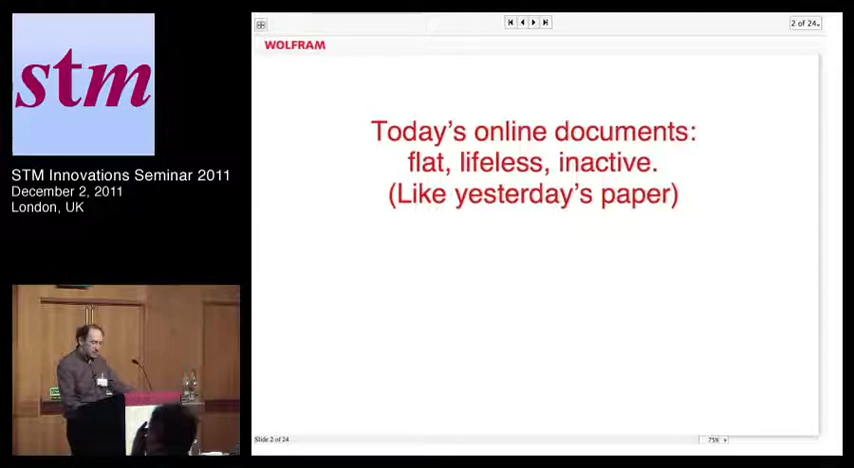 stm
STM Innovations Seminar 2011
December 2, 2011
London, UK
2 of 24
WOLFRAM
Today's online documents:
flat, lifeless, inactive.
(Like yesterday's paper)
Slide 2 of 24
75%